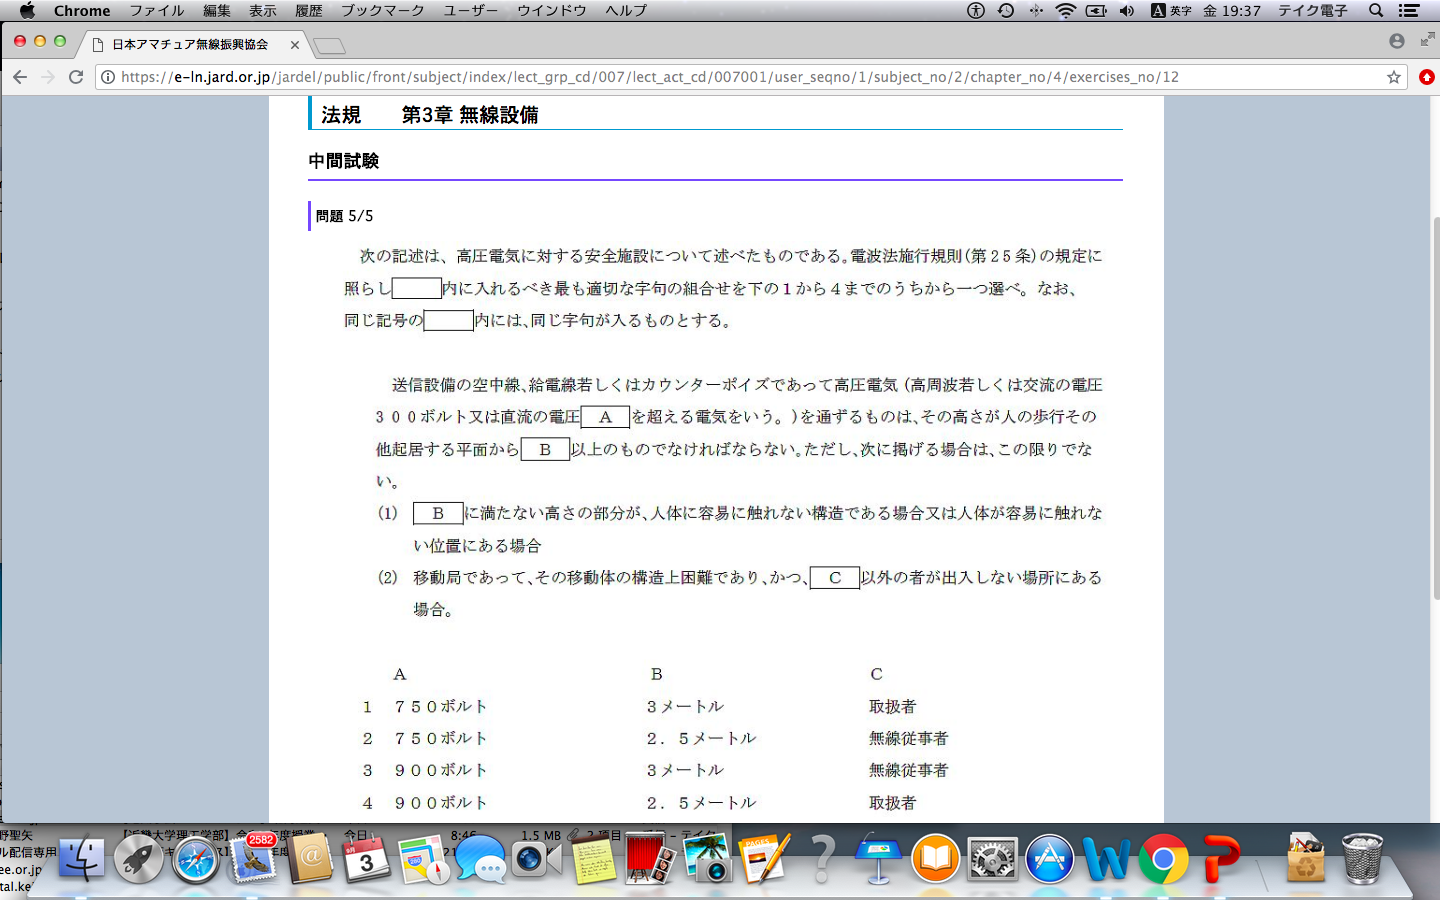 Chrome ファイル 編集 表示 履歴 ブックマーク ユーザー ウインドウ ヘルプ A 英字 金 19:37 テイク電子
日本アマチュア無線振興協会
https://e-ln.jard.or.jp/jardel/public/front/subject/index/lect_grp_cd/007/lect_act_cd/007001/user_seqno/1/subject_no/2/chapter_no/4/exercises_no/12
法規 第3章 無線設備
中間試験
問題 5/5
次の記述は、高圧電気に対する安全施設について述べたものである。電波法施行規則(第25条)の規定に
照らし 内に入れるべき最も適切な字句の組合せを下の1から4までのうちから一つ選べ。なお、
同じ記号の 内には、同じ字句が入るものとする。
送信設備の空中線、給電線若しくはカウンターポイズであって高圧電気(高周波若しくは交流の電圧
300ボルト又は直流の電圧 A を超える電気をいう。)を通ずるものは、その高さが人の歩行その
他起居する平面から B 以上のものでなければならない。ただし、次に掲げる場合は、この限りでな
い。
(1) B に満たない高さの部分が、人体に容易に触れない構造である場合又は人体が容易に触れな
い位置にある場合
(2) 移動局であって、その移動体の構造上困難であり、かつ、 C 以外の者が出入しない場所にある
場合。
A B C
1 750ボルト 3メートル 取扱者
2 750ボルト 2.5メートル 無線従事者
3 900ボルト 3メートル 無線従事者
4 900ボルト 2.5メートル 取扱者
野聖矢 今日 8:46 1.5 MB
ル配信専用
ee.or.jp
tal.ke
2582
3
280
PAGES